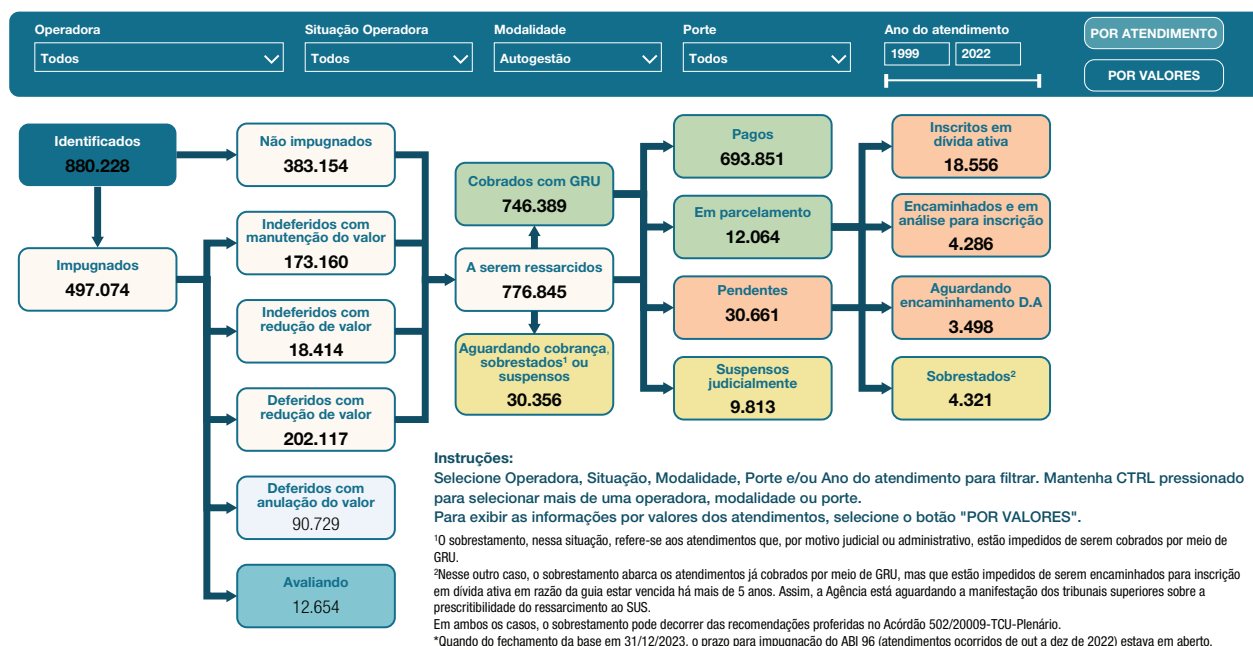 Operadora
Todos
Situação Operadora
Todos
Modalidade
Autogestão
Porte
Todos
Ano do atendimento
1999 2022
POR ATENDIMENTO
POR VALORES
Identificados
880.228
Impugnados
497.074
Não impugnados
383.154
Indeferidos com
manutenção do valor
173.160
Indeferidos com
redução de valor
18.414
Deferidos com
redução de valor
202.117
Deferidos com
anulação do valor
90.729
Avaliando
12.654
Cobrados com GRU
746.389
A serem ressarcidos
776.845
Aguardando cobrança,
sobrestados¹ ou
suspensos
30.356
Pagos
693.851
Em parcelamento
12.064
Pendentes
30.661
Suspensos
judicialmente
9.813
Inscritos em
dívida ativa
18.556
Encaminhados e em
análise para inscrição
4.286
Aguardando
encaminhamento D.A
3.498
Sobrestados²
4.321
Instruções:
Selecione Operadora, Situação, Modalidade, Porte e/ou Ano do atendimento para filtrar. Mantenha CTRL pressionado
para selecionar mais de uma operadora, modalidade ou porte.
Para exibir as informações por valores dos atendimentos, selecione o botão "POR VALORES".
¹O sobrestamento, nessa situação, refere-se aos atendimentos que, por motivo judicial ou administrativo, estão impedidos de serem cobrados por meio de
GRU.
²Nesse outro caso, o sobrestamento abarca os atendimentos já cobrados por meio de GRU, mas que estão impedidos de serem encaminhados para inscrição
em dívida ativa em razão da guia estar vencida há mais de 5 anos. Assim, a Agência está aguardando a manifestação dos tribunais superiores sobre a
prescritibilidade do ressarcimento ao SUS.
Em ambos os casos, o sobrestamento pode decorrer das recomendações proferidas no Acórdão 502/20009-TCU-Plenário.
*Quando do fechamento da base em 31/12/2023, o prazo para impugnação do ABI 96 (atendimentos ocorridos de out a dez de 2022) estava em aberto.